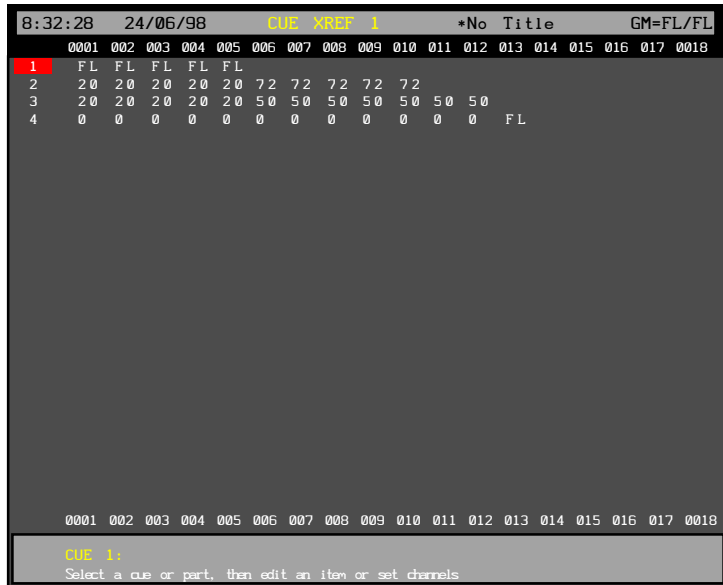 8:32:28 24/06/98 CUE XREF 1 *No Title GM=FL/FL
0001 002 003 004 005 006 007 008 009 010 011 012 013 014 015 016 017 0018
1 FL FL FL FL FL
2 20 20 20 20 20 72 72 72 72 72
3 20 20 20 20 20 50 50 50 50 50 50 50
4 0 0 0 0 0 0 0 0 0 0 0 0 FL
0001 002 003 004 005 006 007 008 009 010 011 012 013 014 015 016 017 0018
CUE 1:
Select a cue or part, then edit an item or set channels